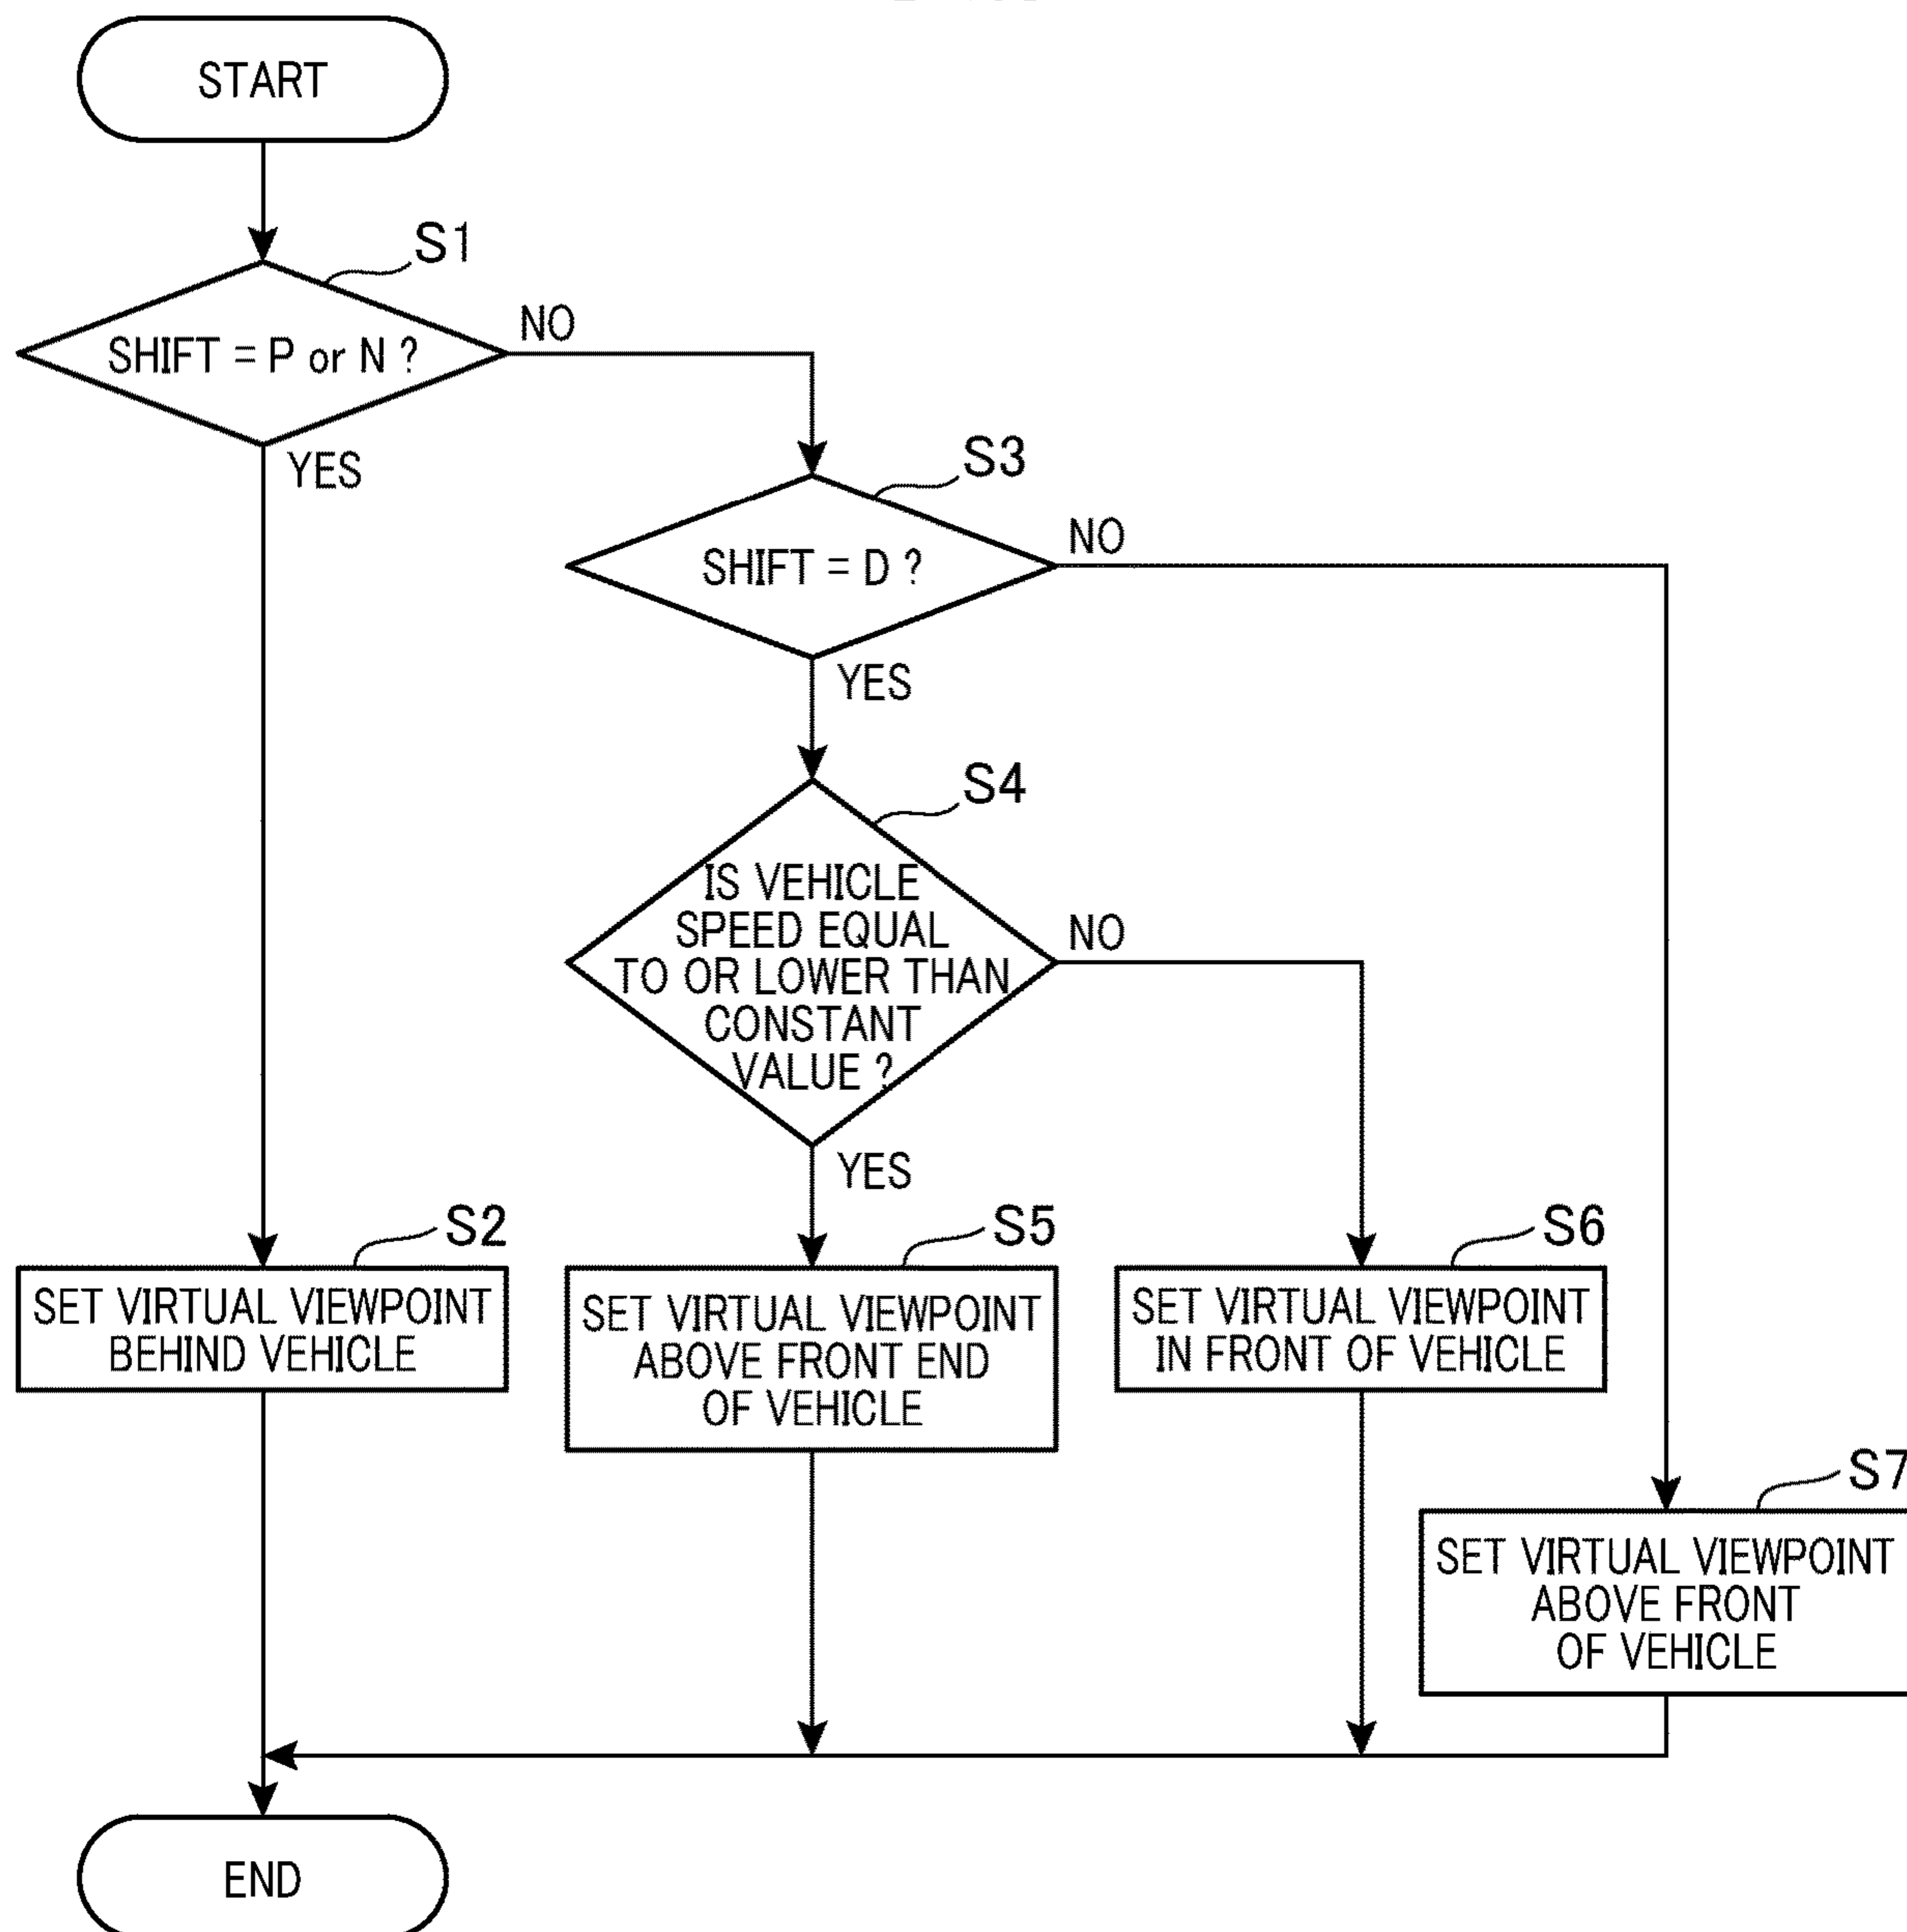 START
S1
SHIFT = P or N ?
NO
YES
S3
SHIFT = D ?
NO
YES
S4
IS VEHICLE
SPEED EQUAL
TO OR LOWER THAN
CONSTANT
VALUE ?
NO
YES
S2
SET VIRTUAL VIEWPOINT
BEHIND VEHICLE
S5
SET VIRTUAL VIEWPOINT
ABOVE FRONT END
OF VEHICLE
S6
SET VIRTUAL VIEWPOINT
IN FRONT OF VEHICLE
S7
SET VIRTUAL VIEWPOINT
ABOVE FRONT
OF VEHICLE
END